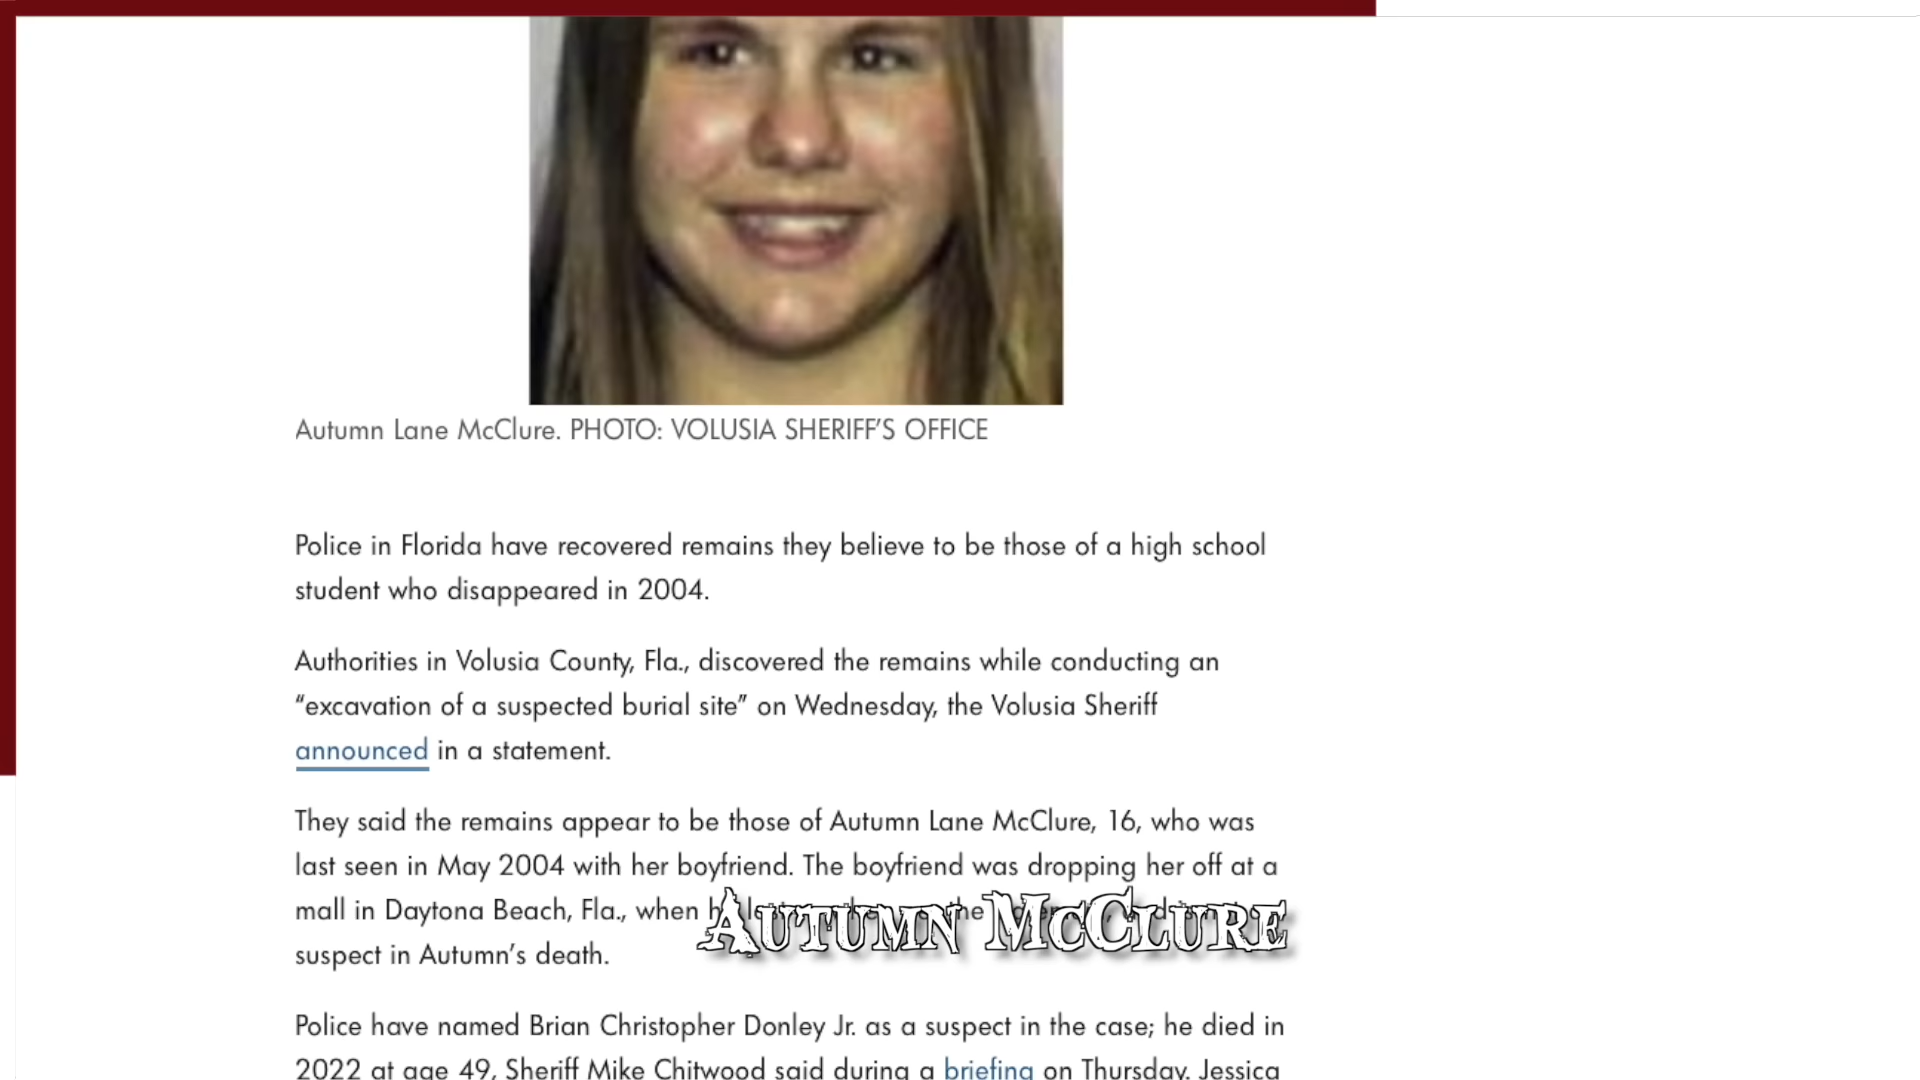 Autumn Lane McClure. PHOTO: VOLUSIA SHERIFF'S OFFICE
Police in Florida have recovered remains they believe to be those of a high school
student who disappeared in 2004.
Authorities in Volusia County, Fla., discovered the remains while conducting an
“excavation of a suspected burial site” on Wednesday, the Volusia Sheriff
announced in a statement.
They said the remains appear to be those of Autumn Lane McClure, 16, who was
last seen in May 2004 with her boyfriend. The boyfriend was dropping her off at a
mall in Daytona Beach, Fla., when
AUTUMN MCCLURE
suspect in Autumn’s death.
Police have named Brian Christopher Donley Jr. as a suspect in the case; he died in
2022 at age 49, Sheriff Mike Chitwood said during a briefing on Thursday. Jessica